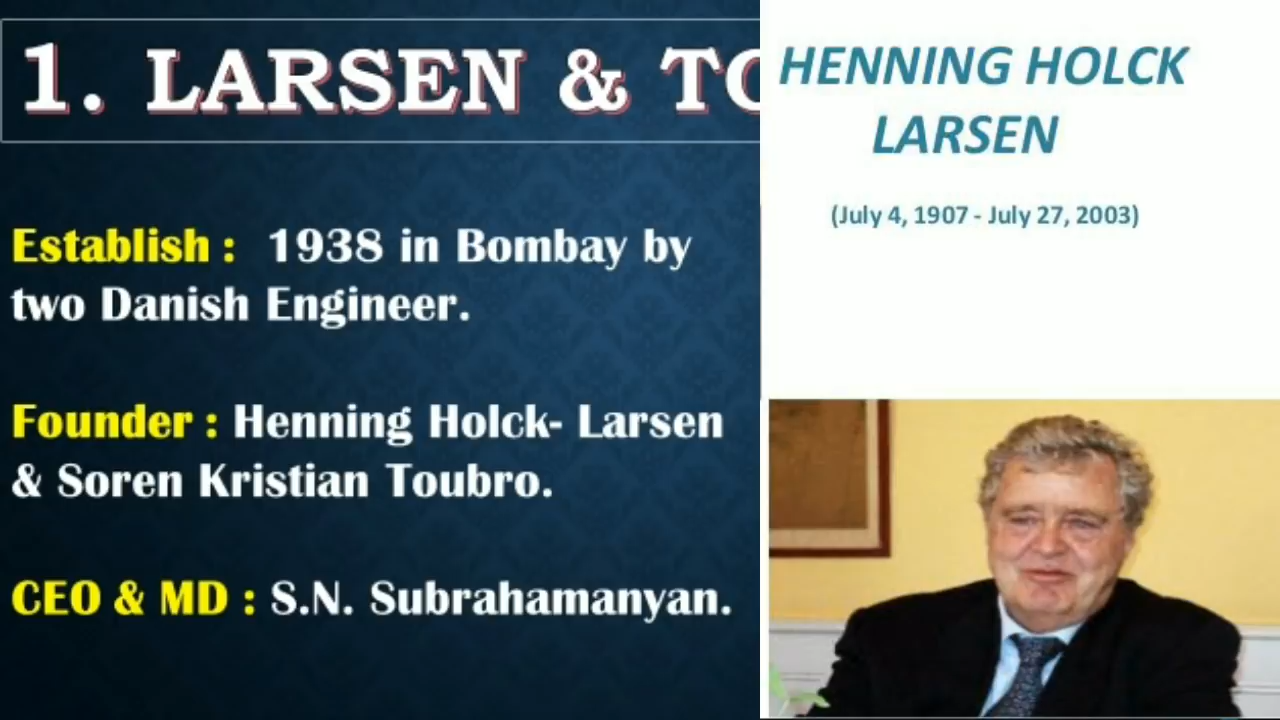 1. LARSEN & TO
Establish : 1938 in Bombay by
two Danish Engineer.
Founder : Henning Holck- Larsen
& Soren Kristian Toubro.
CEO & MD : S.N. Subrahamanyan.
HENNING HOLCK
LARSEN
(July 4, 1907 - July 27, 2003)